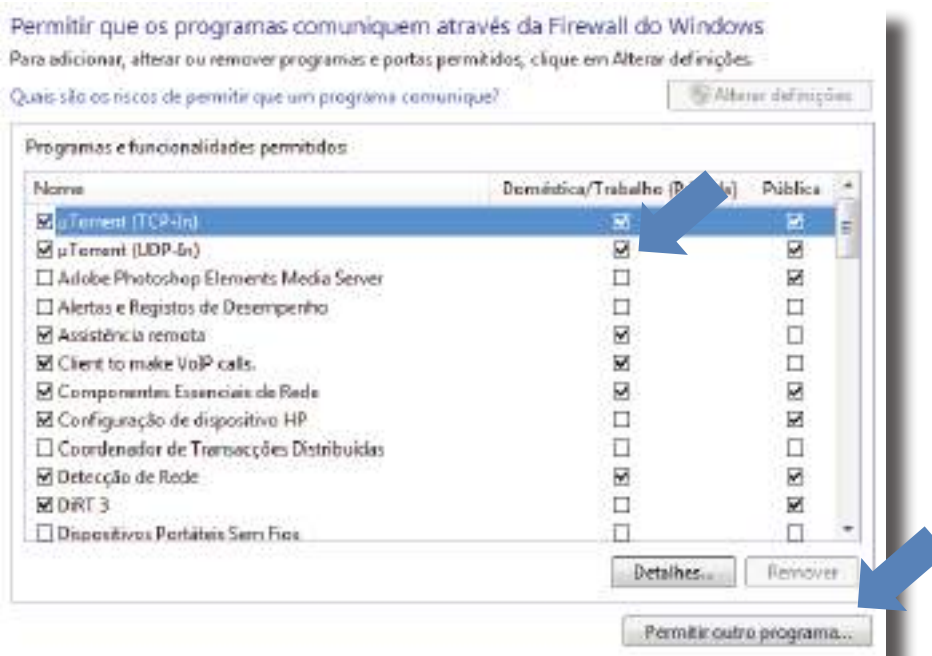 Permitir que os programas comuniquem através da Firewall do Windows
Para adicionar, alterar ou remover programas e portas permitidos, clique em Alterar definições.
Quais são os riscos de permitir que um programa comunique?
Alterar definições
Programas e funcionalidades permitidos:
Nome Doméstica/Trabalho Pública
µTorrent (TCP-In)
µTorrent (UDP-In)
Adobe Photoshop Elements Media Server
Alertas e Registos de Desempenho
Assistência remota
Client to make VoIP calls.
Componentes Essenciais de Rede
Configuração de dispositivo HP
Coordenador de Transacções Distribuídas
Detecção de Rede
DiRT 3
Dispositivos Portáteis Sem Fios
Detalhes... Remover
Permitir outro programa...